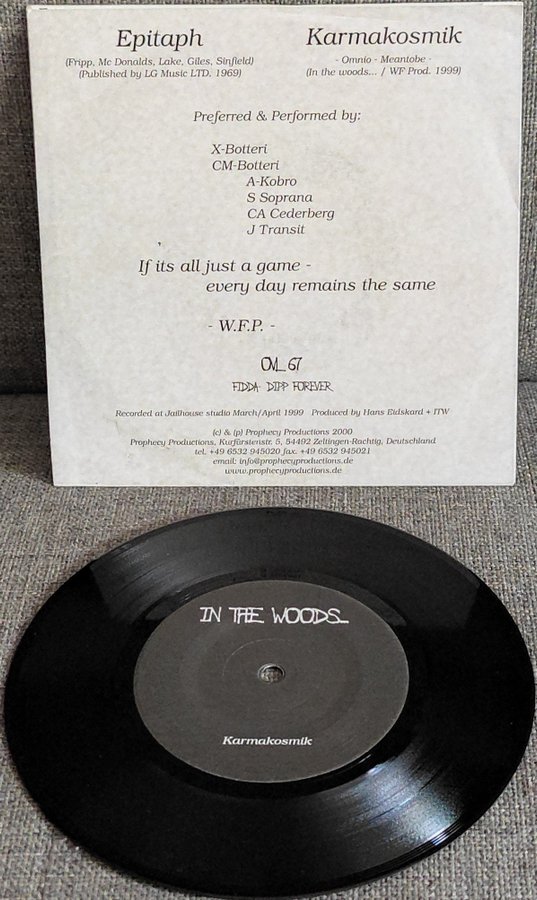 Epitaph
(Fripp, Mc Donalds, Lake, Giles, Sinfield)
(Published by LG Music LTD. 1969)
Karmakosmik
- Omnio - Meantobe -
(In the woods... / WF Prod. 1999)
Preferred & Performed by:
X-Botteri
CM-Botteri
A-Kobro
S Soprana
CA Cederberg
J Transit
If its all just a game -
every day remains the same
- W.F.P. -
OVL_67
FIDDA DIPP FOREVER
Recorded at Jailhouse studio March/April 1999 Produced by Hans Eidskard + ITW
(c) & (p) Prophecy Productions 2000
Prophecy Productions, Kurfürstenstr. 5, 54492 Zeltingen-Rachtig, Deutschland
tel. +49 6532 945020 fax. +49 6532 945021
email: info@prophecyproductions.de
www.prophecyproductions.de
IN THE WOODS...
Karmakosmik